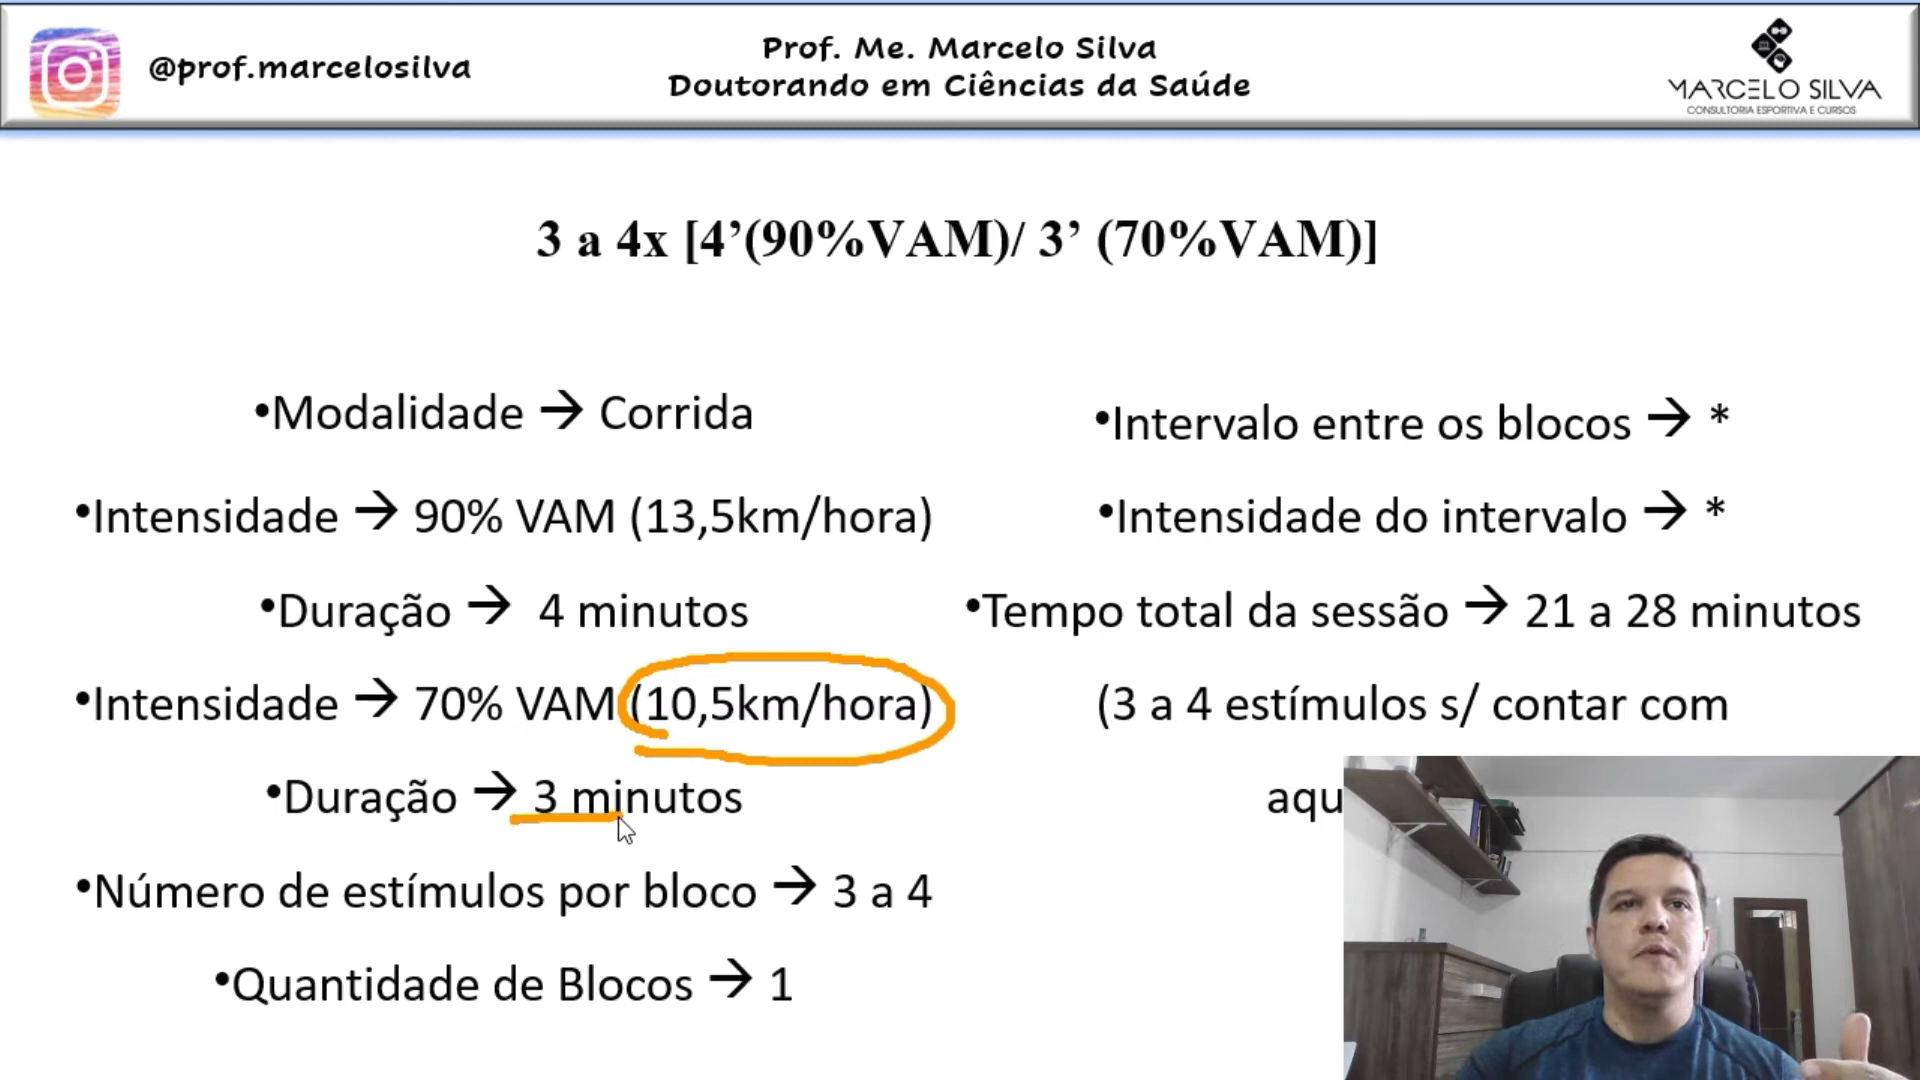 @prof.marcelosilva
Prof. Me. Marcelo Silva
Doutorando em Ciências da Saúde
MARCELO SILVA
CONSULTORIA ESPORTIVA E CURSOS
3 a 4x [4’(90%VAM)/ 3’ (70%VAM)]
•Modalidade → Corrida
•Intensidade → 90% VAM (13,5km/hora)
•Duração → 4 minutos
•Intensidade → 70% VAM (10,5km/hora)
•Duração → 3 minutos
•Número de estímulos por bloco → 3 a 4
•Quantidade de Blocos → 1
•Intervalo entre os blocos → *
•Intensidade do intervalo → *
•Tempo total da sessão → 21 a 28 minutos
(3 a 4 estímulos s/ contar com
aqu